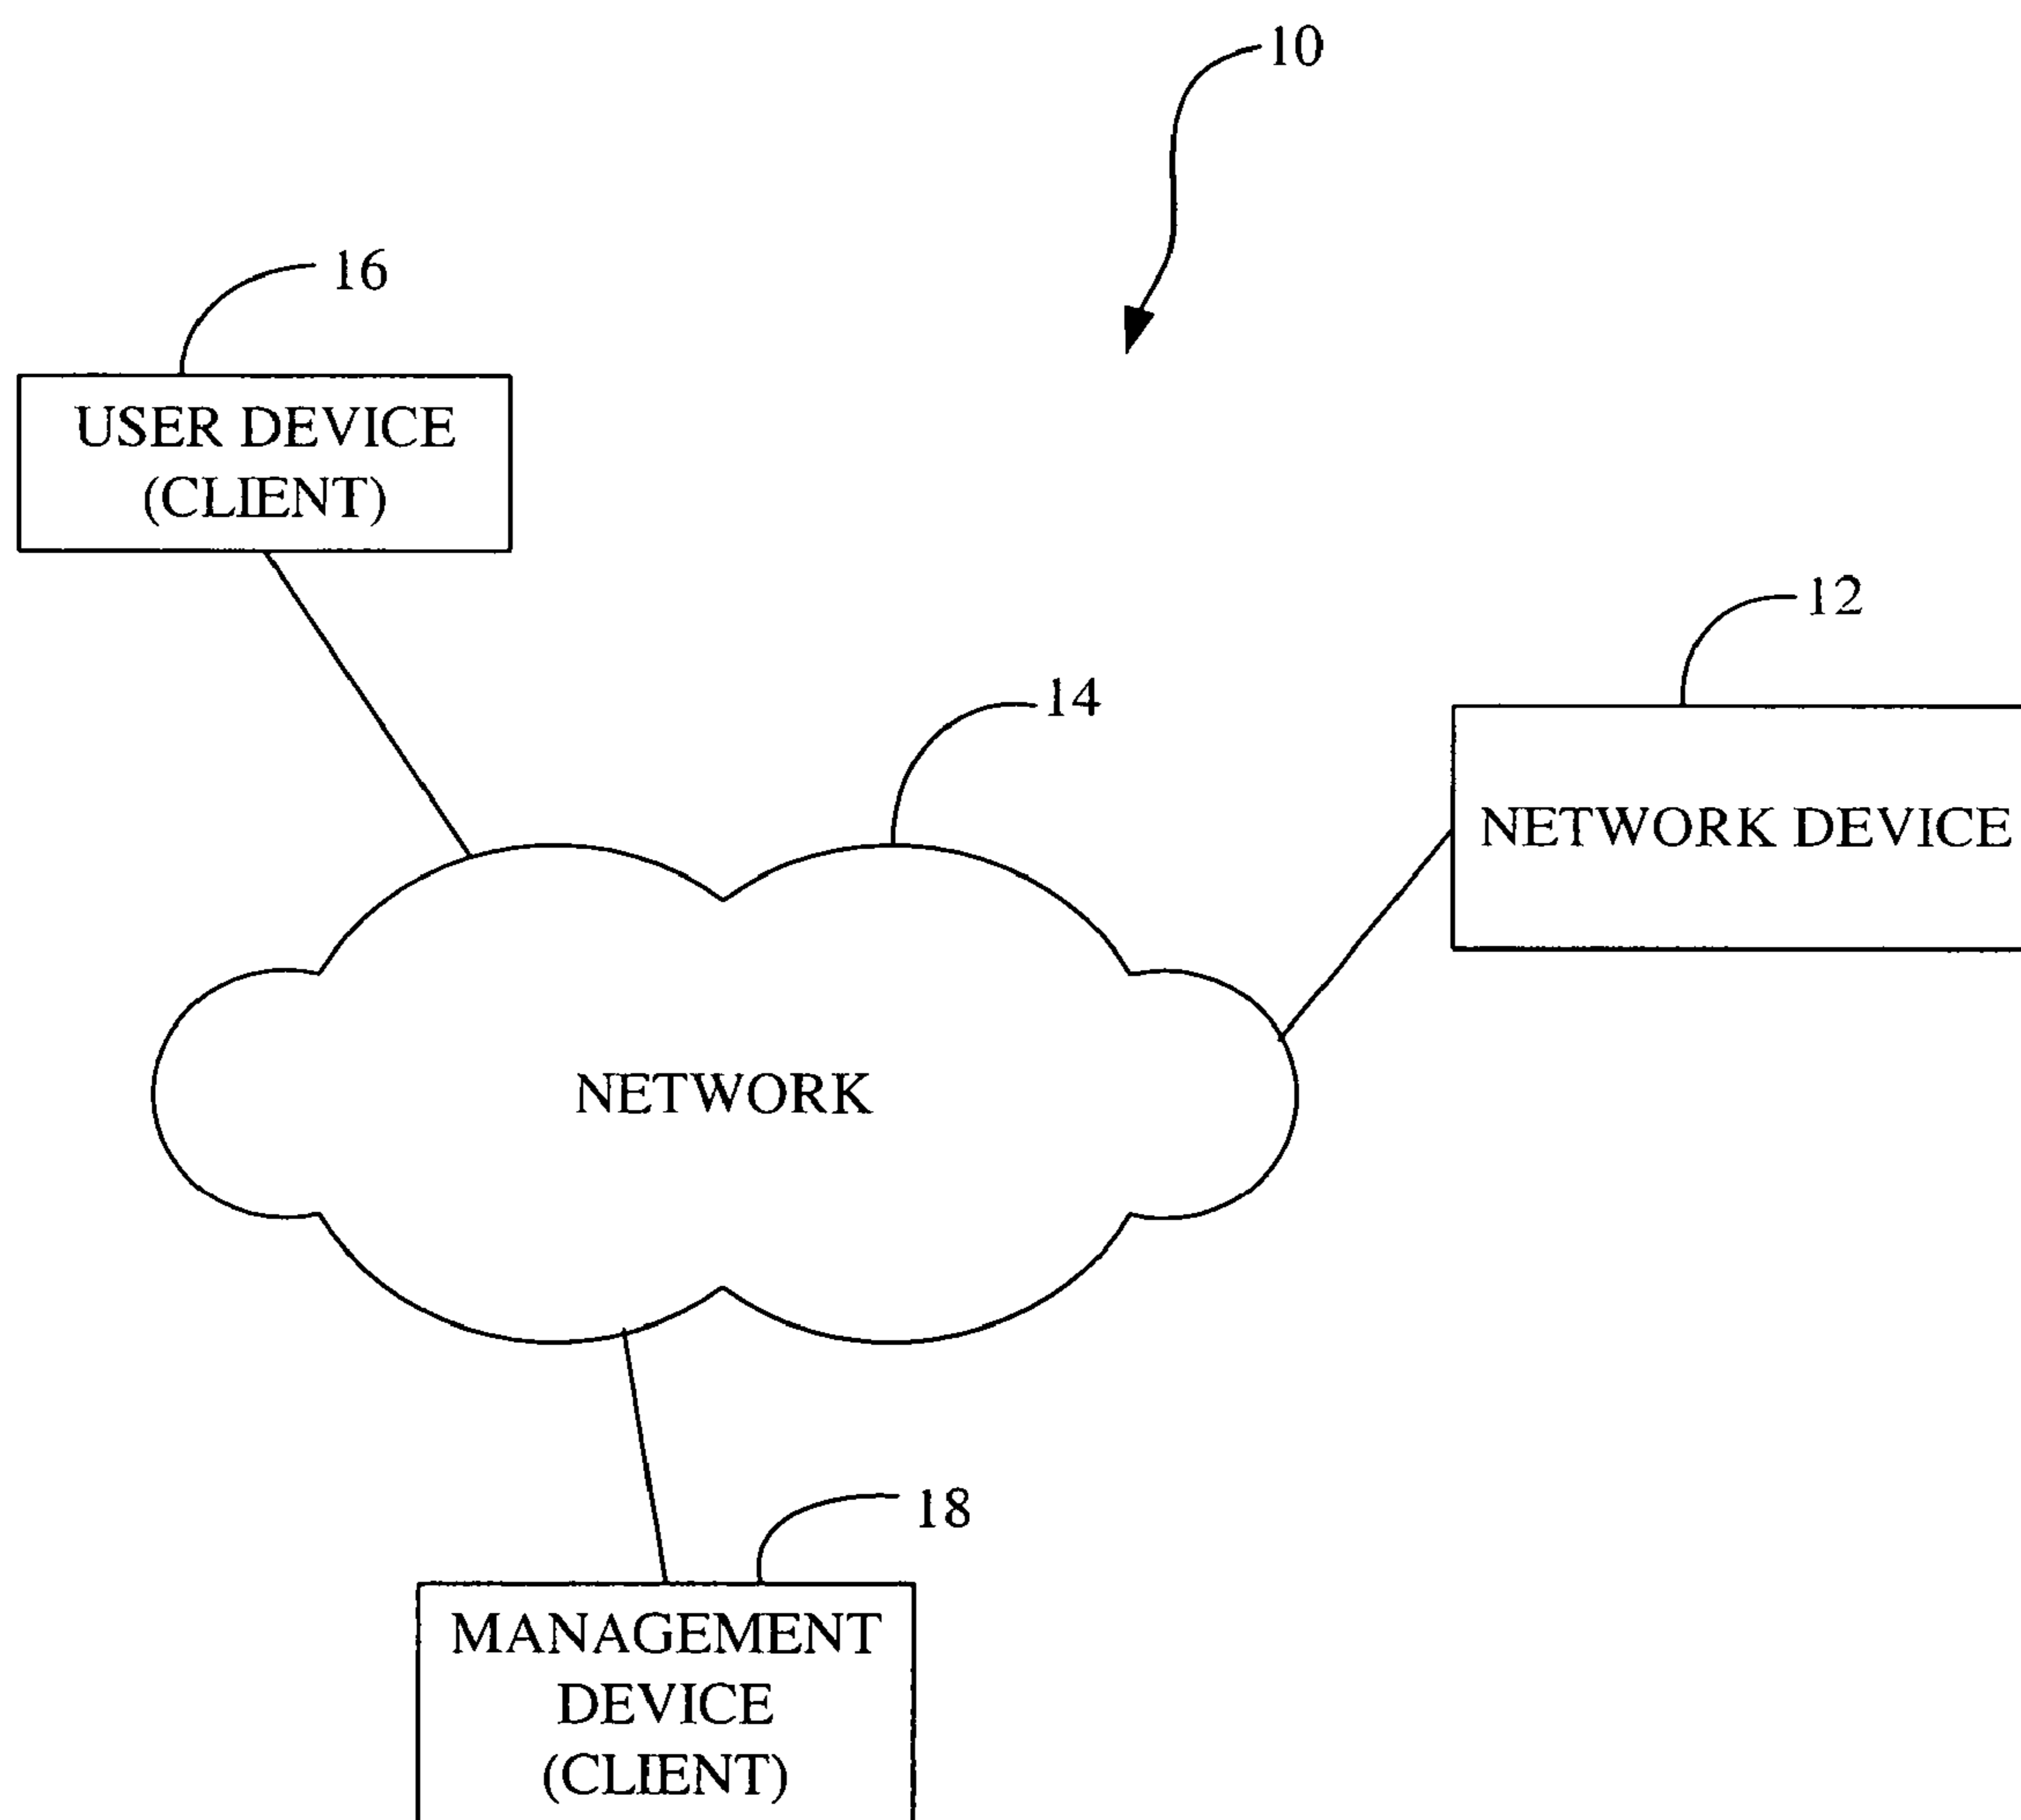 10
16
USER DEVICE
(CLIENT)
12
14
NETWORK DEVICE
NETWORK
18
MANAGEMENT
DEVICE
(CLIENT)